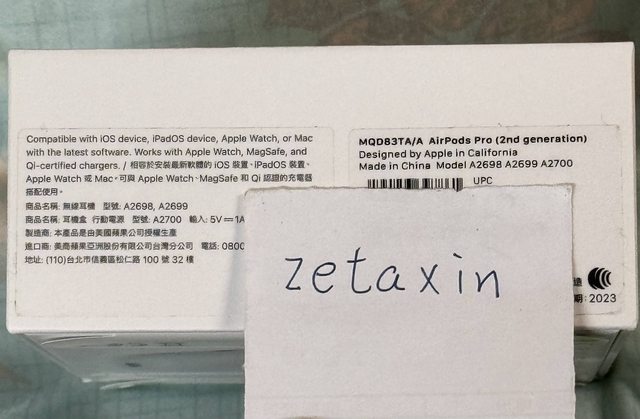 Compatible with iOS device, iPadOS device, Apple Watch, or Mac
with the latest software. Works with Apple Watch, MagSafe, and
Qi-certified chargers. / 相容於安裝最新軟體的 iOS 裝置、iPadOS 裝置、
Apple Watch 或 Mac。可與 Apple Watch、MagSafe 和 Qi 認證的充電器
搭配使用。
商品名稱: 無線耳機 型號: A2698, A2699
商品名稱: 耳機盒 行動電源 型號: A2700 輸入: 5V⎓1A
製造商: 本產品是由美國蘋果公司授權生產
進口商: 美商蘋果亞洲股份有限公司台灣分公司 電話: 0800
地址: (110)台北市信義區松仁路 100 號 32 樓
MQD83TA/A AirPods Pro (2nd generation)
Designed by Apple in California
Made in China Model A2698 A2699 A2700
UPC
造
期: 2023
zetaxin